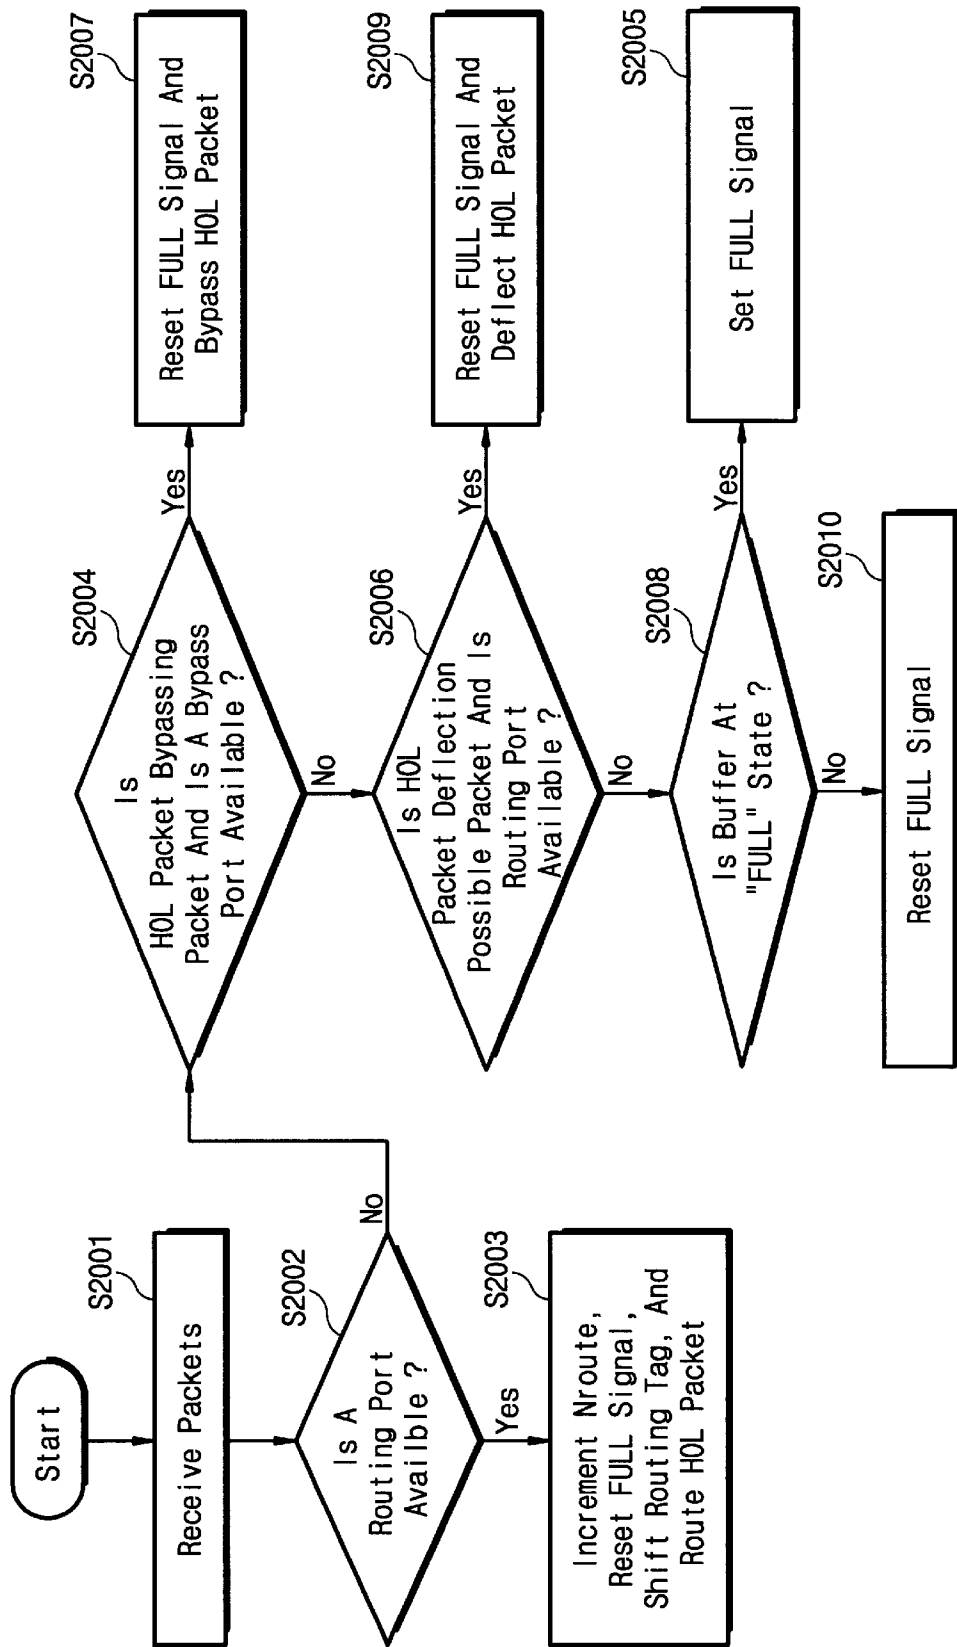 Start
S2001
Receive Packets
S2002
Is A
Routing Port
Availble ?
No
Yes
S2003
Increment Nroute,
Reset FULL Signal,
Shift Routing Tag, And
Route HOL Packet
S2004
Is
HOL Packet Bypassing
Packet And Is A Bypass
Port Available ?
Yes
No
S2007
Reset FULL Signal And
Bypass HOL Packet
S2006
Is HOL
Packet Deflection
Possible Packet And Is
Routing Port
Available ?
Yes
No
S2009
Reset FULL Signal And
Deflect HOL Packet
S2008
Is Buffer At
"FULL" State ?
Yes
No
S2005
Set FULL Signal
S2010
Reset FULL Signal